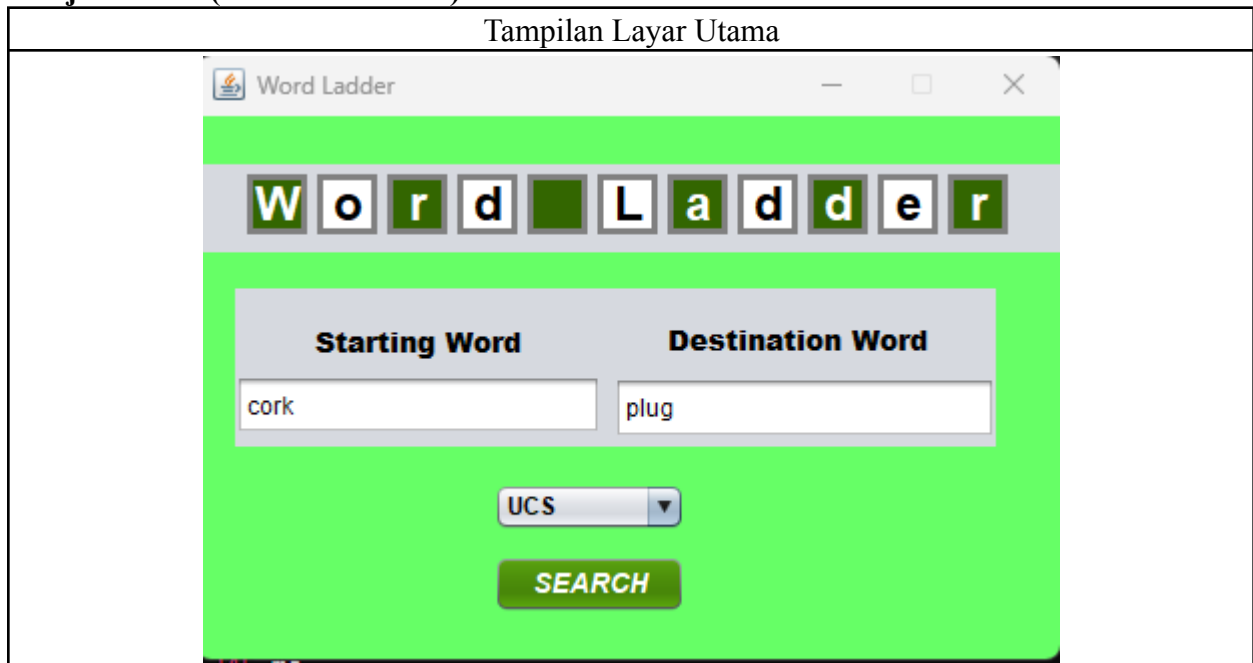 Tampilan Layar Utama
Word Ladder
Word Ladder
Starting Word Destination Word
cork plug
UCS
SEARCH